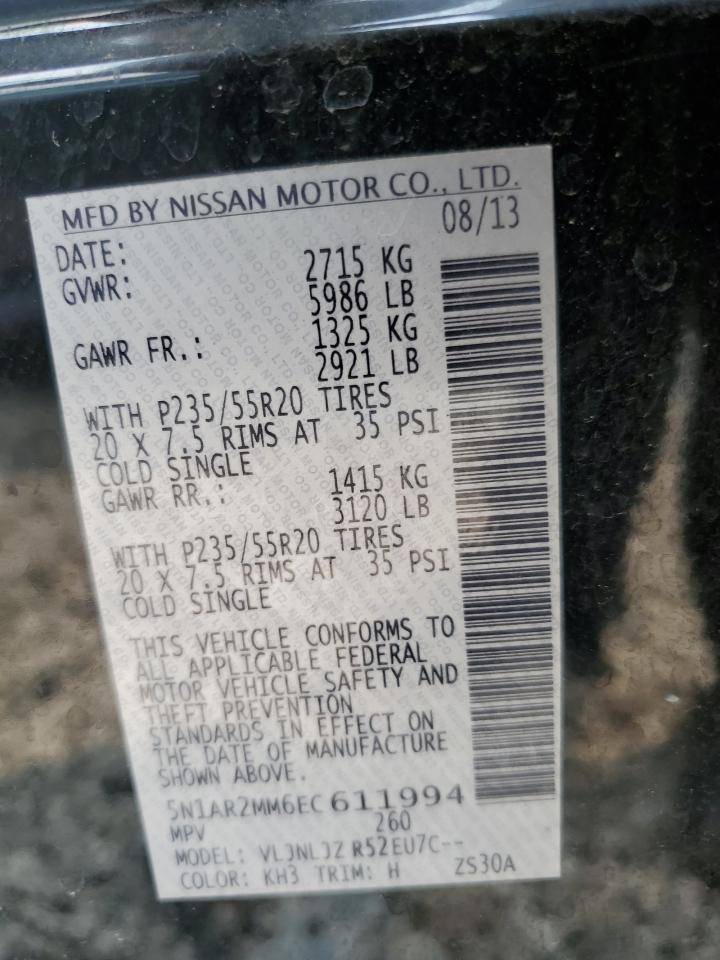 MFD BY NISSAN MOTOR CO., LTD.
DATE: 08/13
GVWR: 2715 KG
5986 LB
GAWR FR.: 1325 KG
2921 LB
WITH P235/55R20 TIRES
20 X 7.5 RIMS AT 35 PSI
COLD SINGLE
GAWR RR.: 1415 KG
3120 LB
WITH P235/55R20 TIRES
20 X 7.5 RIMS AT 35 PSI
COLD SINGLE
THIS VEHICLE CONFORMS TO
ALL APPLICABLE FEDERAL
MOTOR VEHICLE SAFETY AND
THEFT PREVENTION
STANDARDS IN EFFECT ON
THE DATE OF MANUFACTURE
SHOWN ABOVE.
5N1AR2MM6EC611994
MPV 260
MODEL: VLJNLJZ R52EU7C--
COLOR: KH3 TRIM: H ZS30A